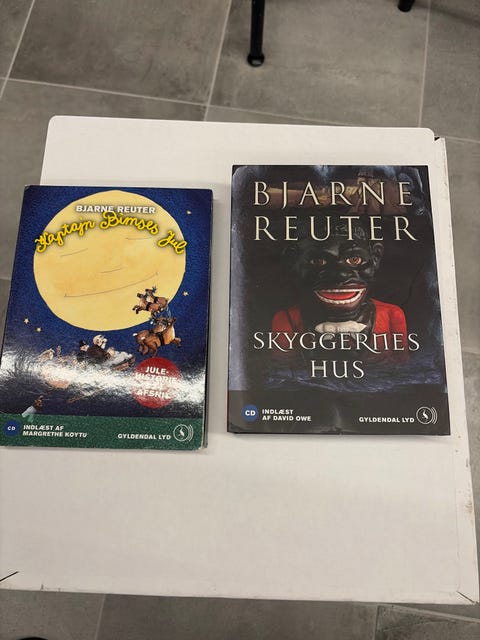 BJARNE REUTER
Kaptajn Bimses Jul
JULE-
HISTORIE
CD
INDLÆST AF
MARGRETHE KOYTU
GYLDENDAL LYD
BJARNE
REUTER
SKYGGERNES
HUS
CD
INDLÆST
AF DAVID OWE
GYLDENDAL LYD